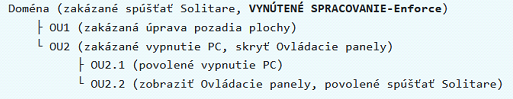 Doména (zakázané spúšťať Solitare, VYNÚTENÉ SPRACOVANIE-Enforce)
├ OU1 (zakázaná úprava pozadia plochy)
└ OU2 (zakázané vypnutie PC, skryť Ovládacie panely)
├ OU2.1 (povolené vypnutie PC)
└ OU2.2 (zobraziť Ovládacie panely, povolené spúšťať Solitare)